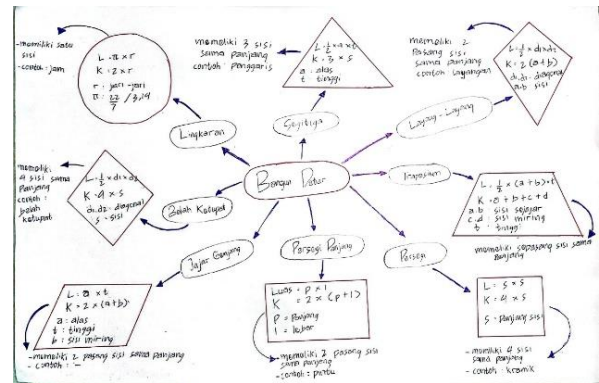 Bangun Datar
Lingkaran
L = π x r
K = 2 x r
r : jari-jari
π : 22/7 / 3,14
-memiliki satu
sisi
-contoh : jam
Segitiga
L = 1/2 x a x t
K = 3 x s
a : alas
t : tinggi
memiliki 3 sisi
sama panjang
contoh : panggaris
Layang-Layang
L = 1/2 x d1 x d2
K = 2 (a+b)
d1.d2 = diagonal
a.b sisi
memiliki 2
Pasang sisi
sama panjang
contoh layangan
Trapesium
L = 1/2 x (a+b) x t
K = a + b + c + d
a.b sisi sejajar
c.d sisi miring
t : tinggi
memiliki sepasang sisi sama
panjang
Persegi
L = s x s
K = 4 x s
s = panjang sisi
-memiliki 4 sisi
sama panjang
-contoh : kramik
Parsegi Panjang
Luas = p x l
K = 2 x (p+l)
p = Panjang
l = lebar
-memiliki 2 pasang sisi
sama panjang
-contoh : pintu
Jajar Genjang
L = a x t
K = 2 x (a+b)
a : alas
t : tinggi
b : sisi miring
-memiliki 2 pasang sisi sama panjang
-contoh : -
Belah Ketupat
L = 1/2 x d1 x d2
K = 4 x s
d1.d2 = diagonal
s - sisi
memiliki
4 sisi sama
Panjang
contoh :
belah
ketupat